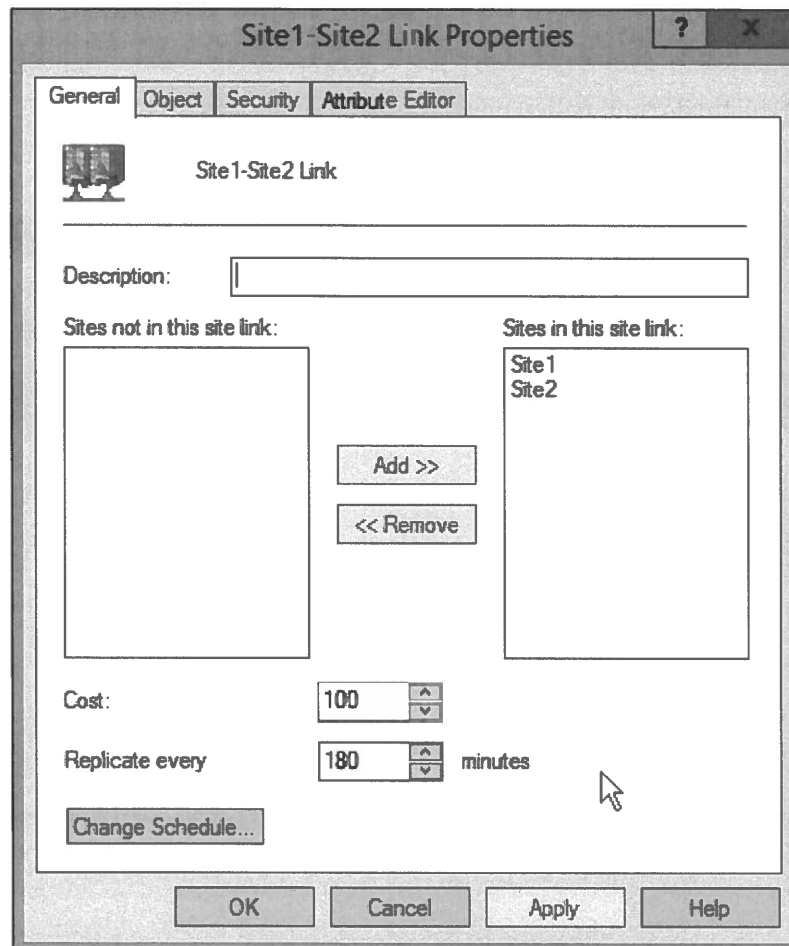 Site1-Site2 Link Properties
?
X
General
Object
Security
Attribute Editor
Site1-Site2 Link
Description:
Sites not in this site link:
Sites in this site link:
Site1
Site2
Add >>
<< Remove
Cost:
100
Replicate every
180
minutes
Change Schedule...
OK
Cancel
Apply
Help